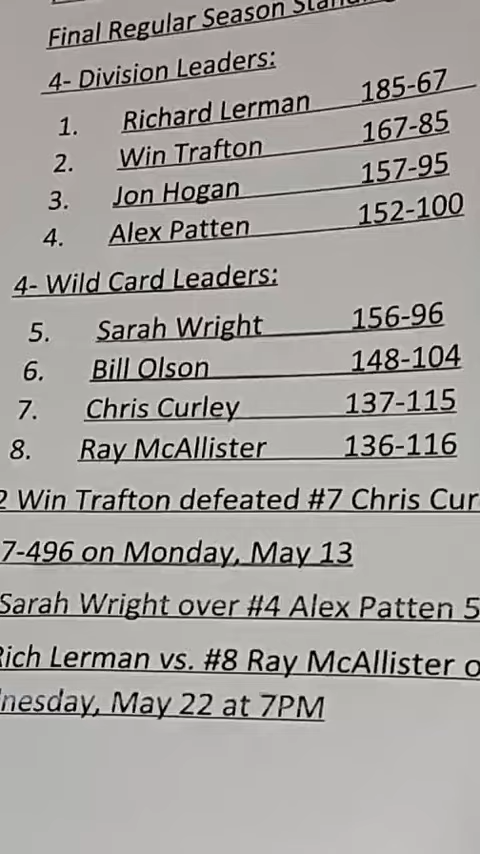 Final Regular Season
4- Division Leaders:
1. Richard Lerman 185-67
2. Win Trafton 167-85
3. Jon Hogan 157-95
4. Alex Patten 152-100
4- Wild Card Leaders:
5. Sarah Wright 156-96
6. Bill Olson 148-104
7. Chris Curley 137-115
8. Ray McAllister 136-116
2 Win Trafton defeated #7 Chris Cur
7-496 on Monday, May 13
Sarah Wright over #4 Alex Patten 5
Rich Lerman vs. #8 Ray McAllister o
nesday, May 22 at 7PM